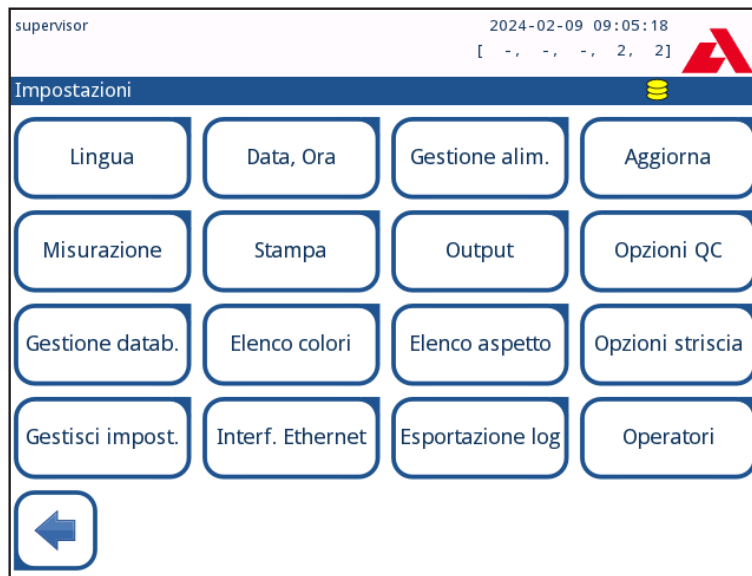 supervisor
2024-02-09 09:05:18
[ -, -, -, 2, 2]
Impostazioni
Lingua
Data, Ora
Gestione alim.
Aggiorna
Misurazione
Stampa
Output
Opzioni QC
Gestione datab.
Elenco colori
Elenco aspetto
Opzioni striscia
Gestisci impost.
Interf. Ethernet
Esportazione log
Operatori